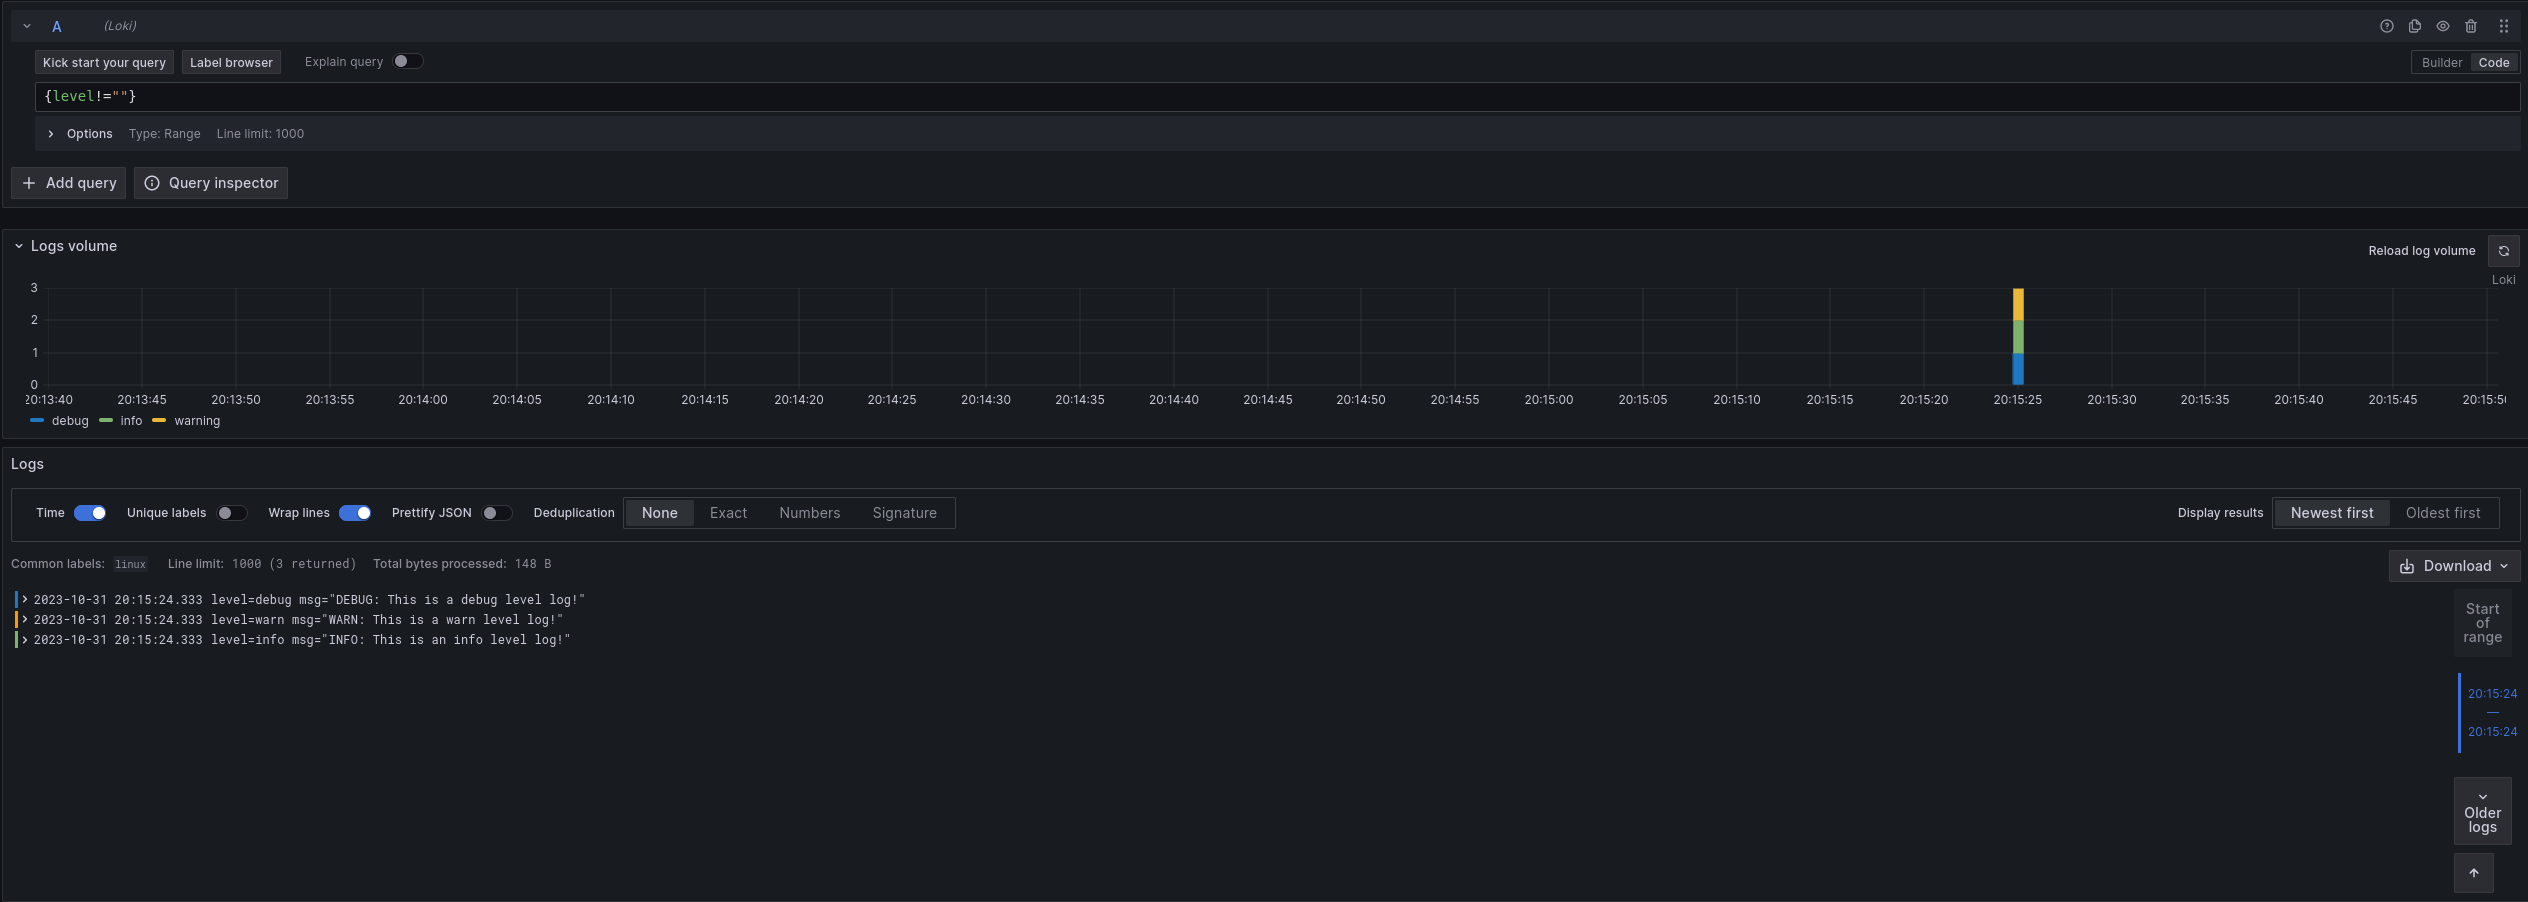 A (Loki)
Kick start your query Label browser Explain query Builder Code
{level!=""}
Options Type: Range Line limit: 1000
Add query Query inspector
Logs volume
Reload log volume
Loki
3
2
1
0
20:13:40 20:13:45 20:13:50 20:13:55 20:14:00 20:14:05 20:14:10 20:14:15 20:14:20 20:14:25 20:14:30 20:14:35 20:14:40 20:14:45 20:14:50 20:14:55 20:15:00 20:15:05 20:15:10 20:15:15 20:15:20 20:15:25 20:15:30 20:15:35 20:15:40 20:15:45 20:15:50
debug info warning
Logs
Time Unique labels Wrap lines Prettify JSON Deduplication None Exact Numbers Signature Display results Newest first Oldest first
Common labels: linux Line limit: 1000 (3 returned) Total bytes processed: 148 B
Download
2023-10-31 20:15:24.333 level=debug msg="DEBUG: This is a debug level log!"
2023-10-31 20:15:24.333 level=warn msg="WARN: This is a warn level log!"
2023-10-31 20:15:24.333 level=info msg="INFO: This is an info level log!"
Start
of
range
20:15:24
—
20:15:24
Older
logs